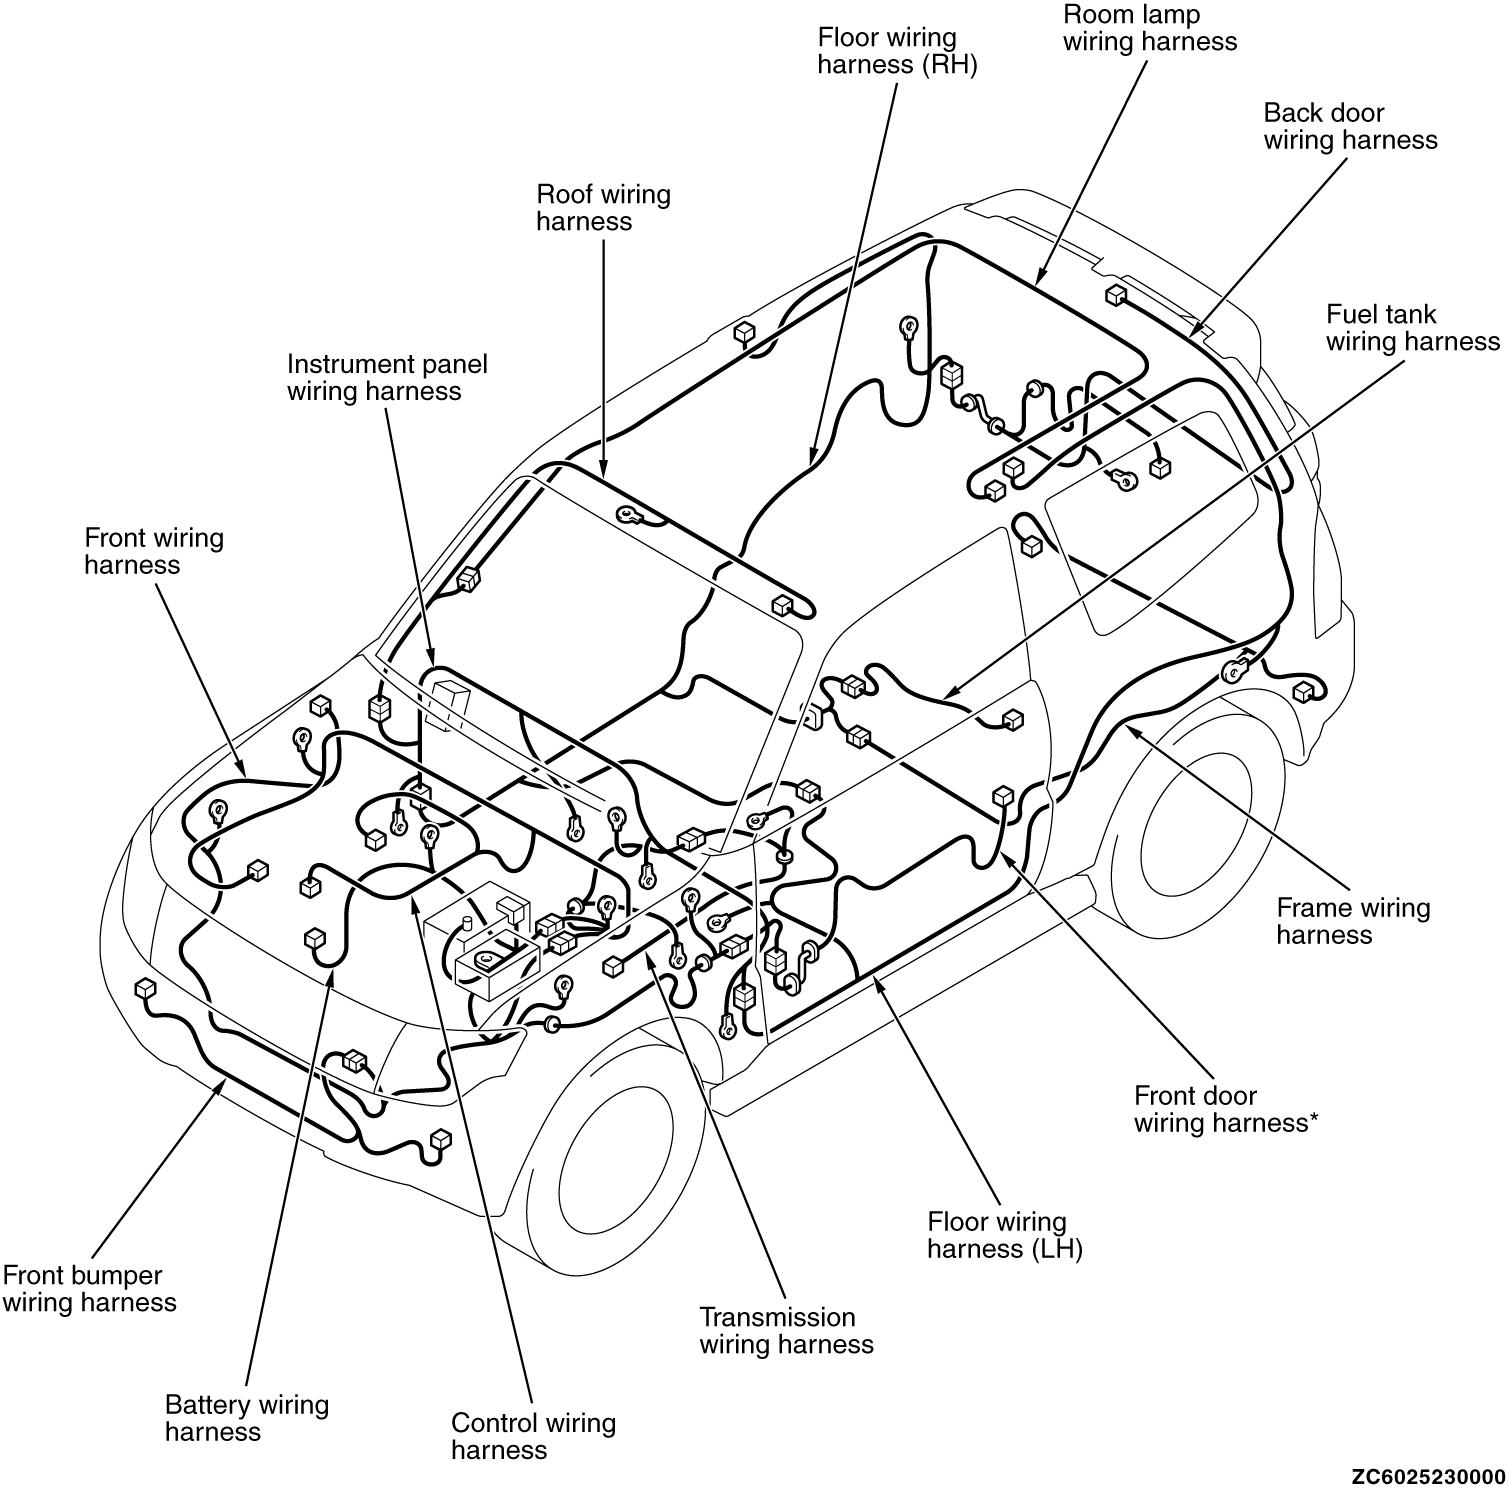 Room lamp
wiring harness
Floor wiring
harness (RH)
Back door
wiring harness
Roof wiring
harness
Fuel tank
wiring harness
Instrument panel
wiring harness
Front wiring
harness
Frame wiring
harness
Front door
wiring harness*
Floor wiring
harness (LH)
Front bumper
wiring harness
Transmission
wiring harness
Battery wiring
harness
Control wiring
harness
ZC6025230000